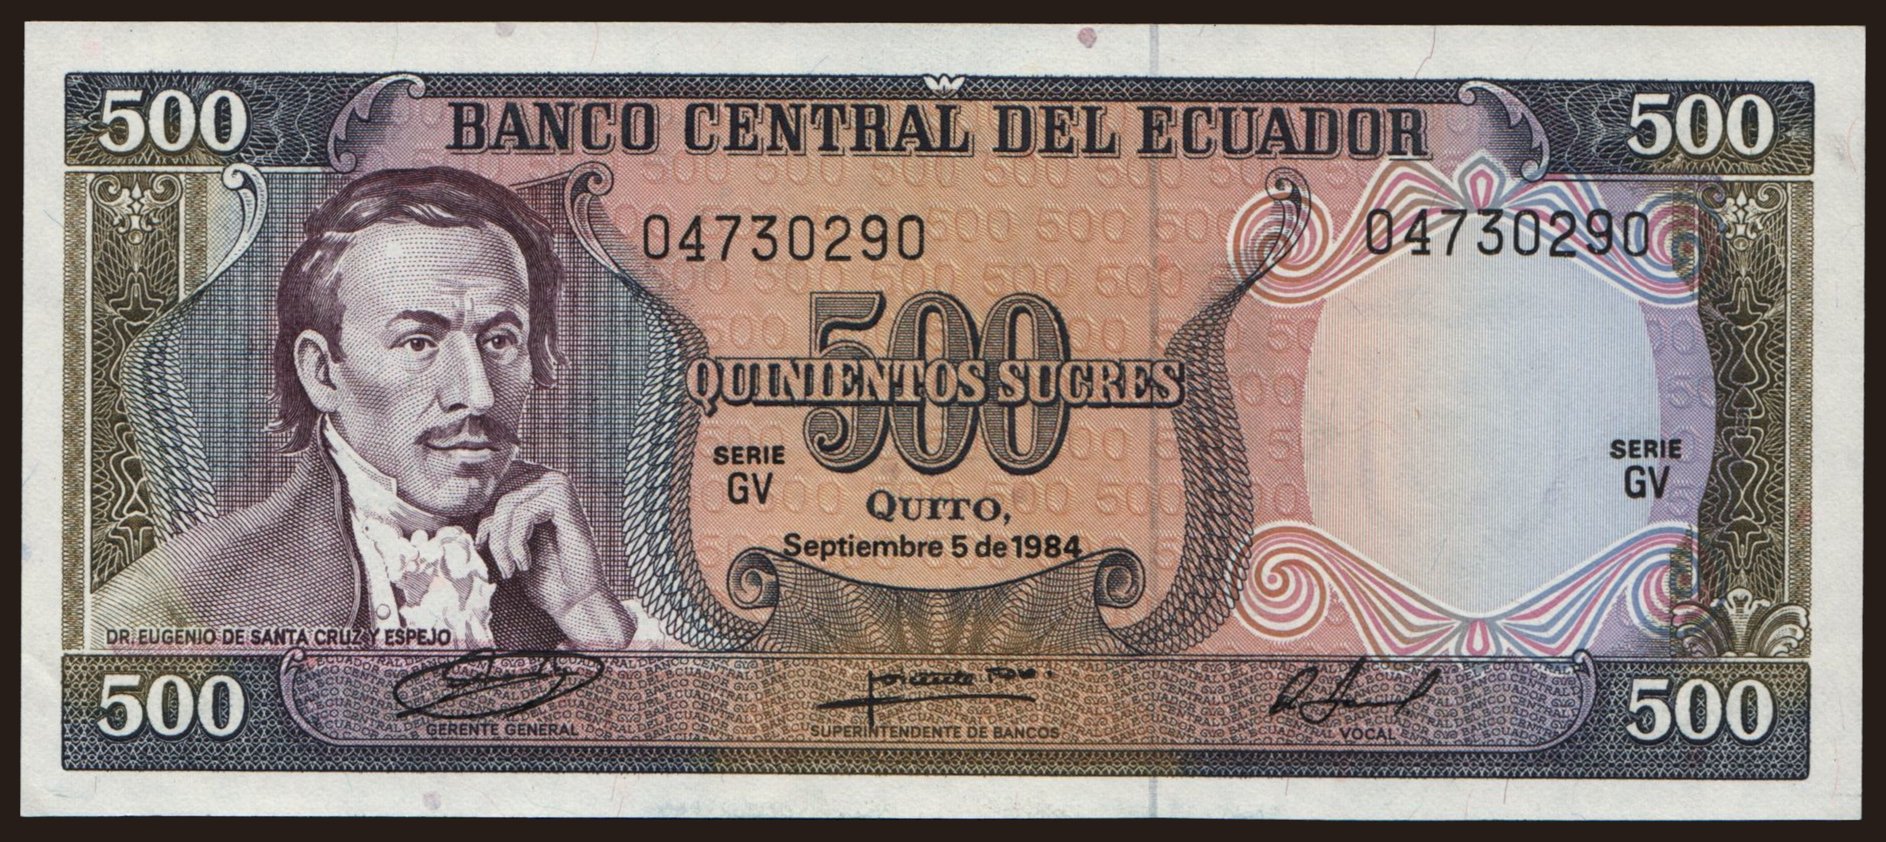 500
BANCO CENTRAL DEL ECUADOR
500
04730290
04730290
500
QUINIENTOS SUCRES
SERIE
GV
SERIE
GV
QUITO,
Septiembre 5 de 1984
DR. EUGENIO DE SANTA CRUZ Y ESPEJO
500
GERENTE GENERAL
SUPERINTENDENTE DE BANCOS
VOCAL
500